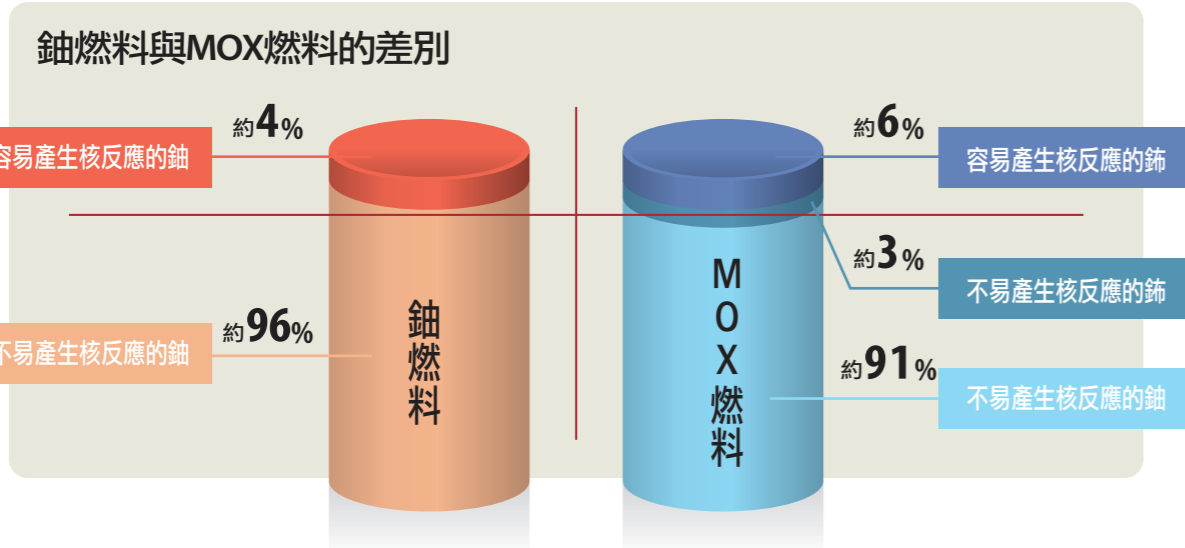 鈾燃料與MOX燃料的差別
約4%
容易產生核反應的鈾
約96%
不易產生核反應的鈾
鈾燃料
約6%
容易產生核反應的鈽
約3%
不易產生核反應的鈽
約91%
不易產生核反應的鈾
MOX燃料